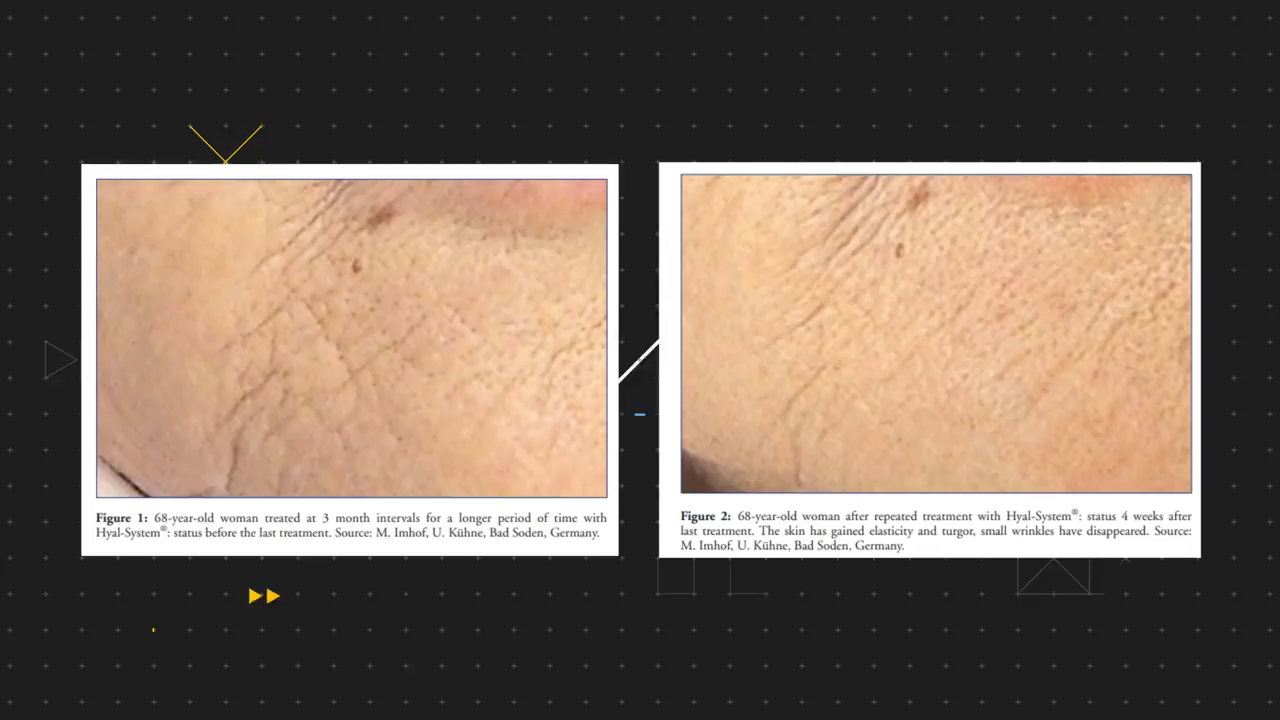 Figure 1: 68-year-old woman treated at 3 month intervals for a longer period of time with
Hyal-System®: status before the last treatment. Source: M. Imhof, U. Kühne, Bad Soden, Germany.
Figure 2: 68-year-old woman after repeated treatment with Hyal-System®: status 4 weeks after
last treatment. The skin has gained elasticity and turgor, small wrinkles have disappeared. Source:
M. Imhof, U. Kühne, Bad Soden, Germany.